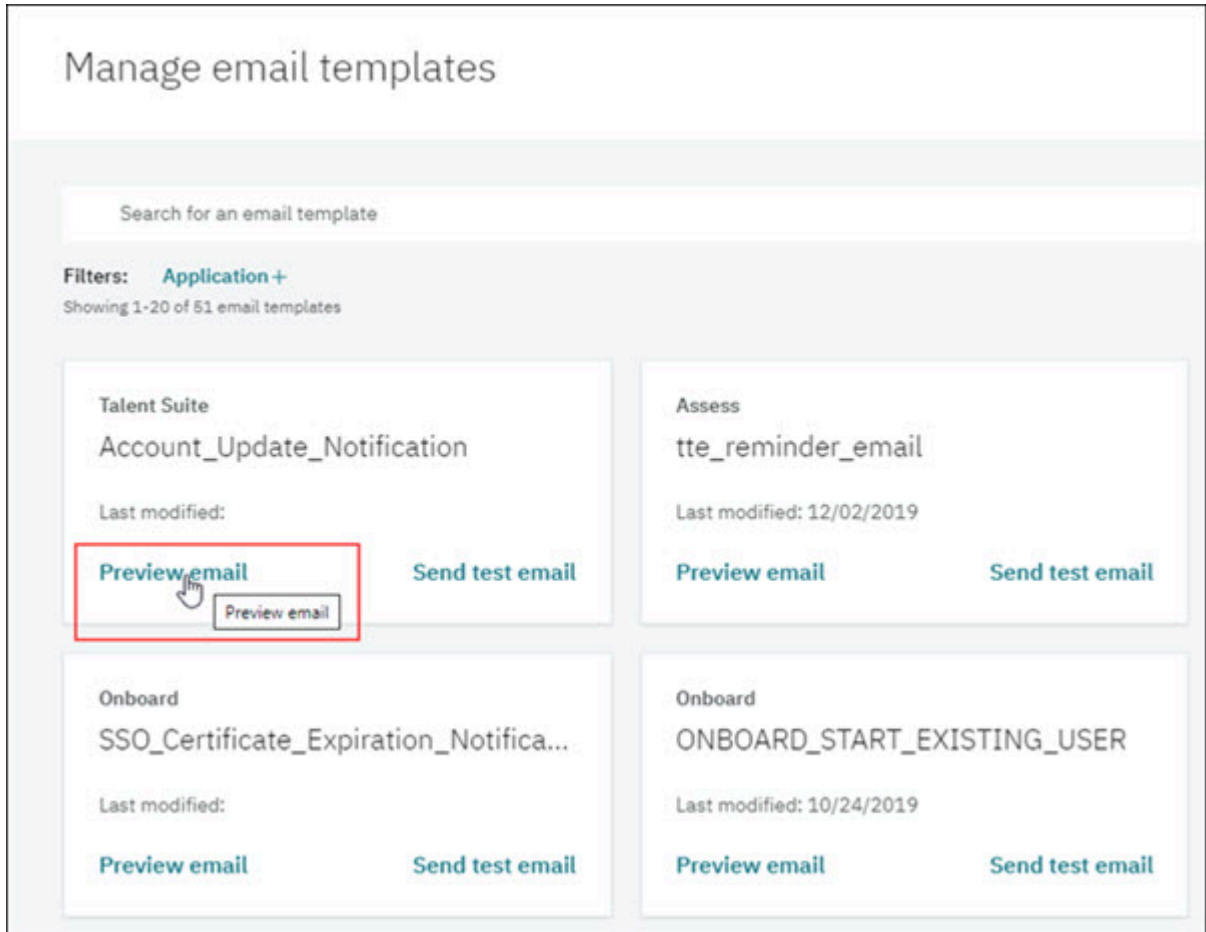 Manage email templates
Search for an email template
Filters: Application+
Showing 1-20 of 51 email templates
Talent Suite
Account_Update_Notification
Last modified:
Preview email Send test email
Preview email
Assess
tte_reminder_email
Last modified: 12/02/2019
Preview email Send test email
Onboard
SSO_Certificate_Expiration_Notifica...
Last modified:
Preview email Send test email
Onboard
ONBOARD_START_EXISTING_USER
Last modified: 10/24/2019
Preview email Send test email